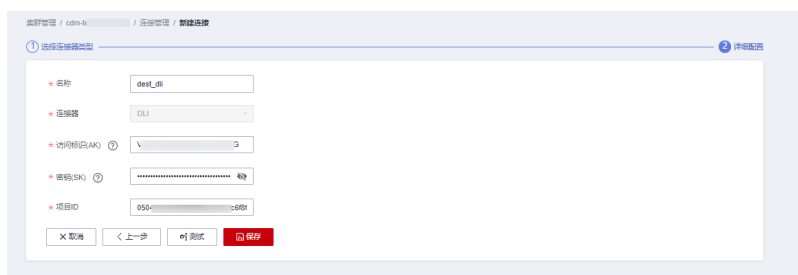 集群管理 / cdm-t / 连接管理 / 新建连接
1 选择连接器类型 2 详细配置
* 名称 dest_dli
* 连接器 DLI
* 访问标识(AK) ? V G
* 密钥(SK) ? ••••••••••••••••••••••••••••••••••
* 项目ID 050 c6f8f
取消 上一步 测试 保存